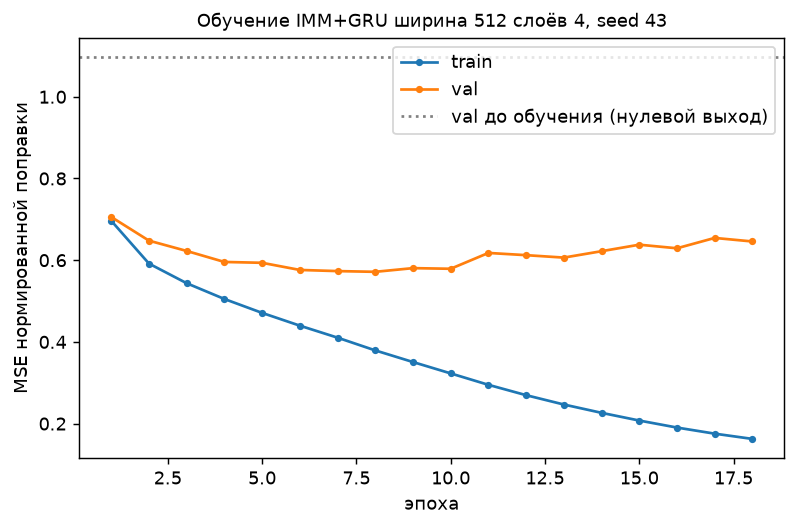 Обучение IMM+GRU ширина 512 слоёв 4, seed 43
train
val
val до обучения (нулевой выход)
MSE нормированной поправки
1.0
0.8
0.6
0.4
0.2
2.5 5.0 7.5 10.0 12.5 15.0 17.5
эпоха